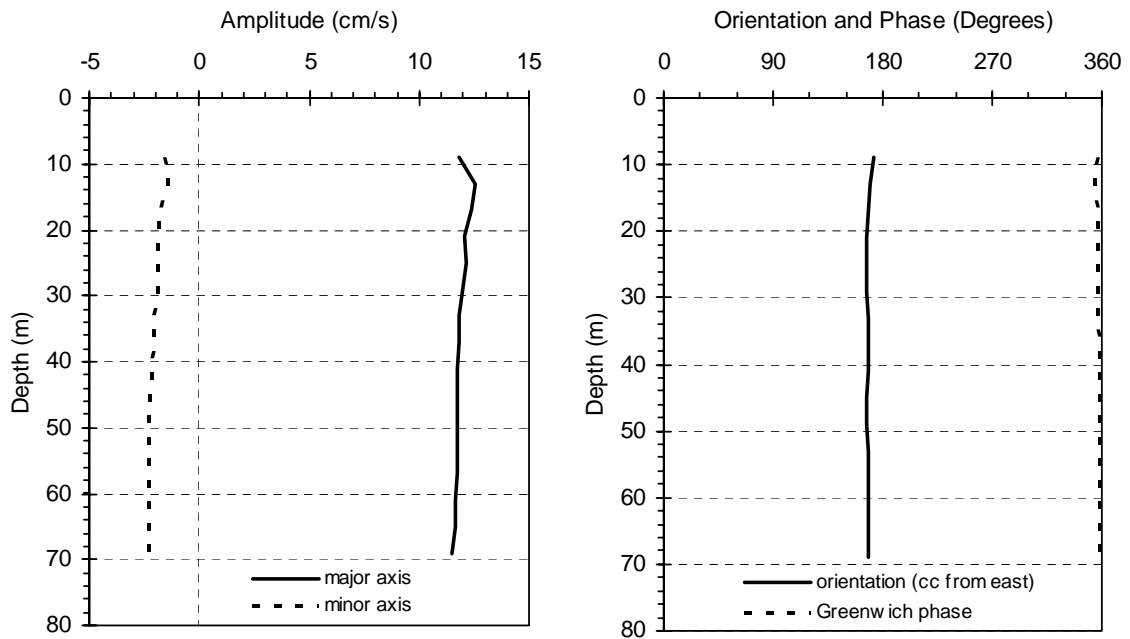 Amplitude (cm/s)
-5 0 5 10 15
0
10
20
30
40
50
60
70
80
Depth (m)
major axis
minor axis
Orientation and Phase (Degrees)
0 90 180 270 360
0
10
20
30
40
50
60
70
80
Depth (m)
orientation (cc from east)
Greenwich phase